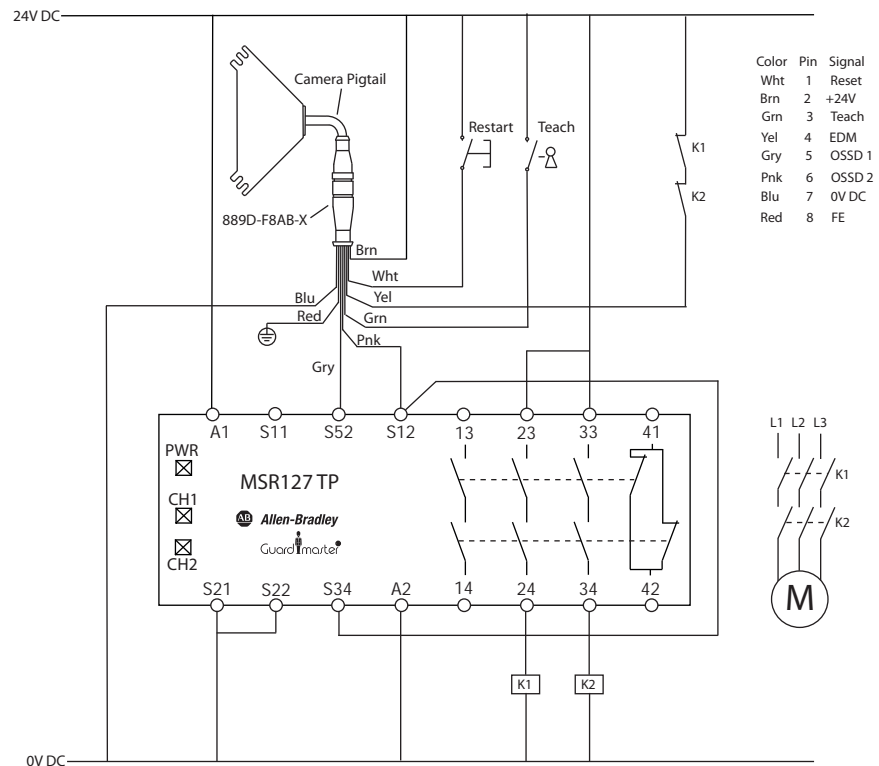 24V DC
Camera Pigtail
Restart
Teach
K1
K2
889D-F8AB-X
Color Pin Signal
Wht 1 Reset
Brn 2 +24V
Grn 3 Teach
Yel 4 EDM
Gry 5 OSSD 1
Pnk 6 OSSD 2
Blu 7 0V DC
Red 8 FE
Brn
Wht
Blu
Yel
Red
Grn
Pnk
Gry
A1 S11 S52 S12 13 23 33 41
PWR
MSR127 TP
CH1
AB Allen-Bradley
Guardmaster
CH2
S21 S22 S34 A2 14 24 34 42
L1 L2 L3
K1
K2
M
K1 K2
0V DC